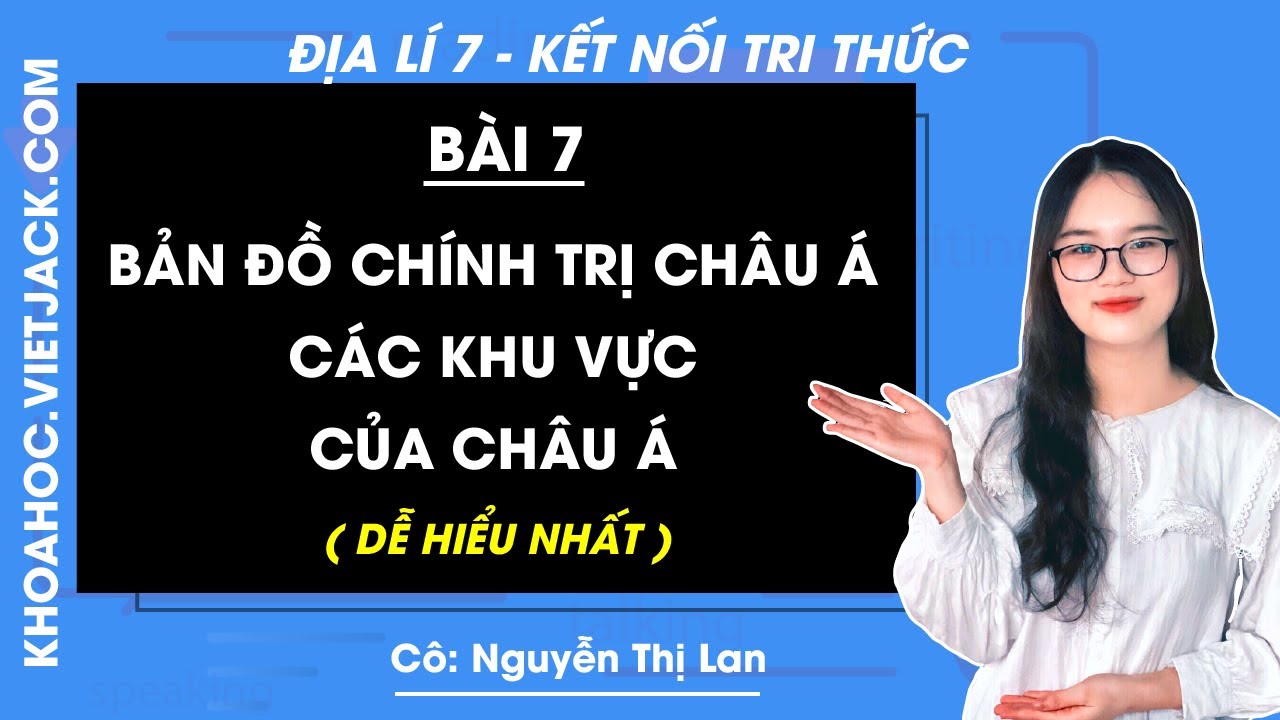 ĐỊA LÍ 7 - KẾT NỐI TRI THỨC
KHOAHOC.VIETJACK.COM
BÀI 7
BẢN ĐỒ CHÍNH TRỊ CHÂU Á
CÁC KHU VỰC
CỦA CHÂU Á
( DỄ HIỂU NHẤT )
Cô: Nguyễn Thị Lan
talking
speaking